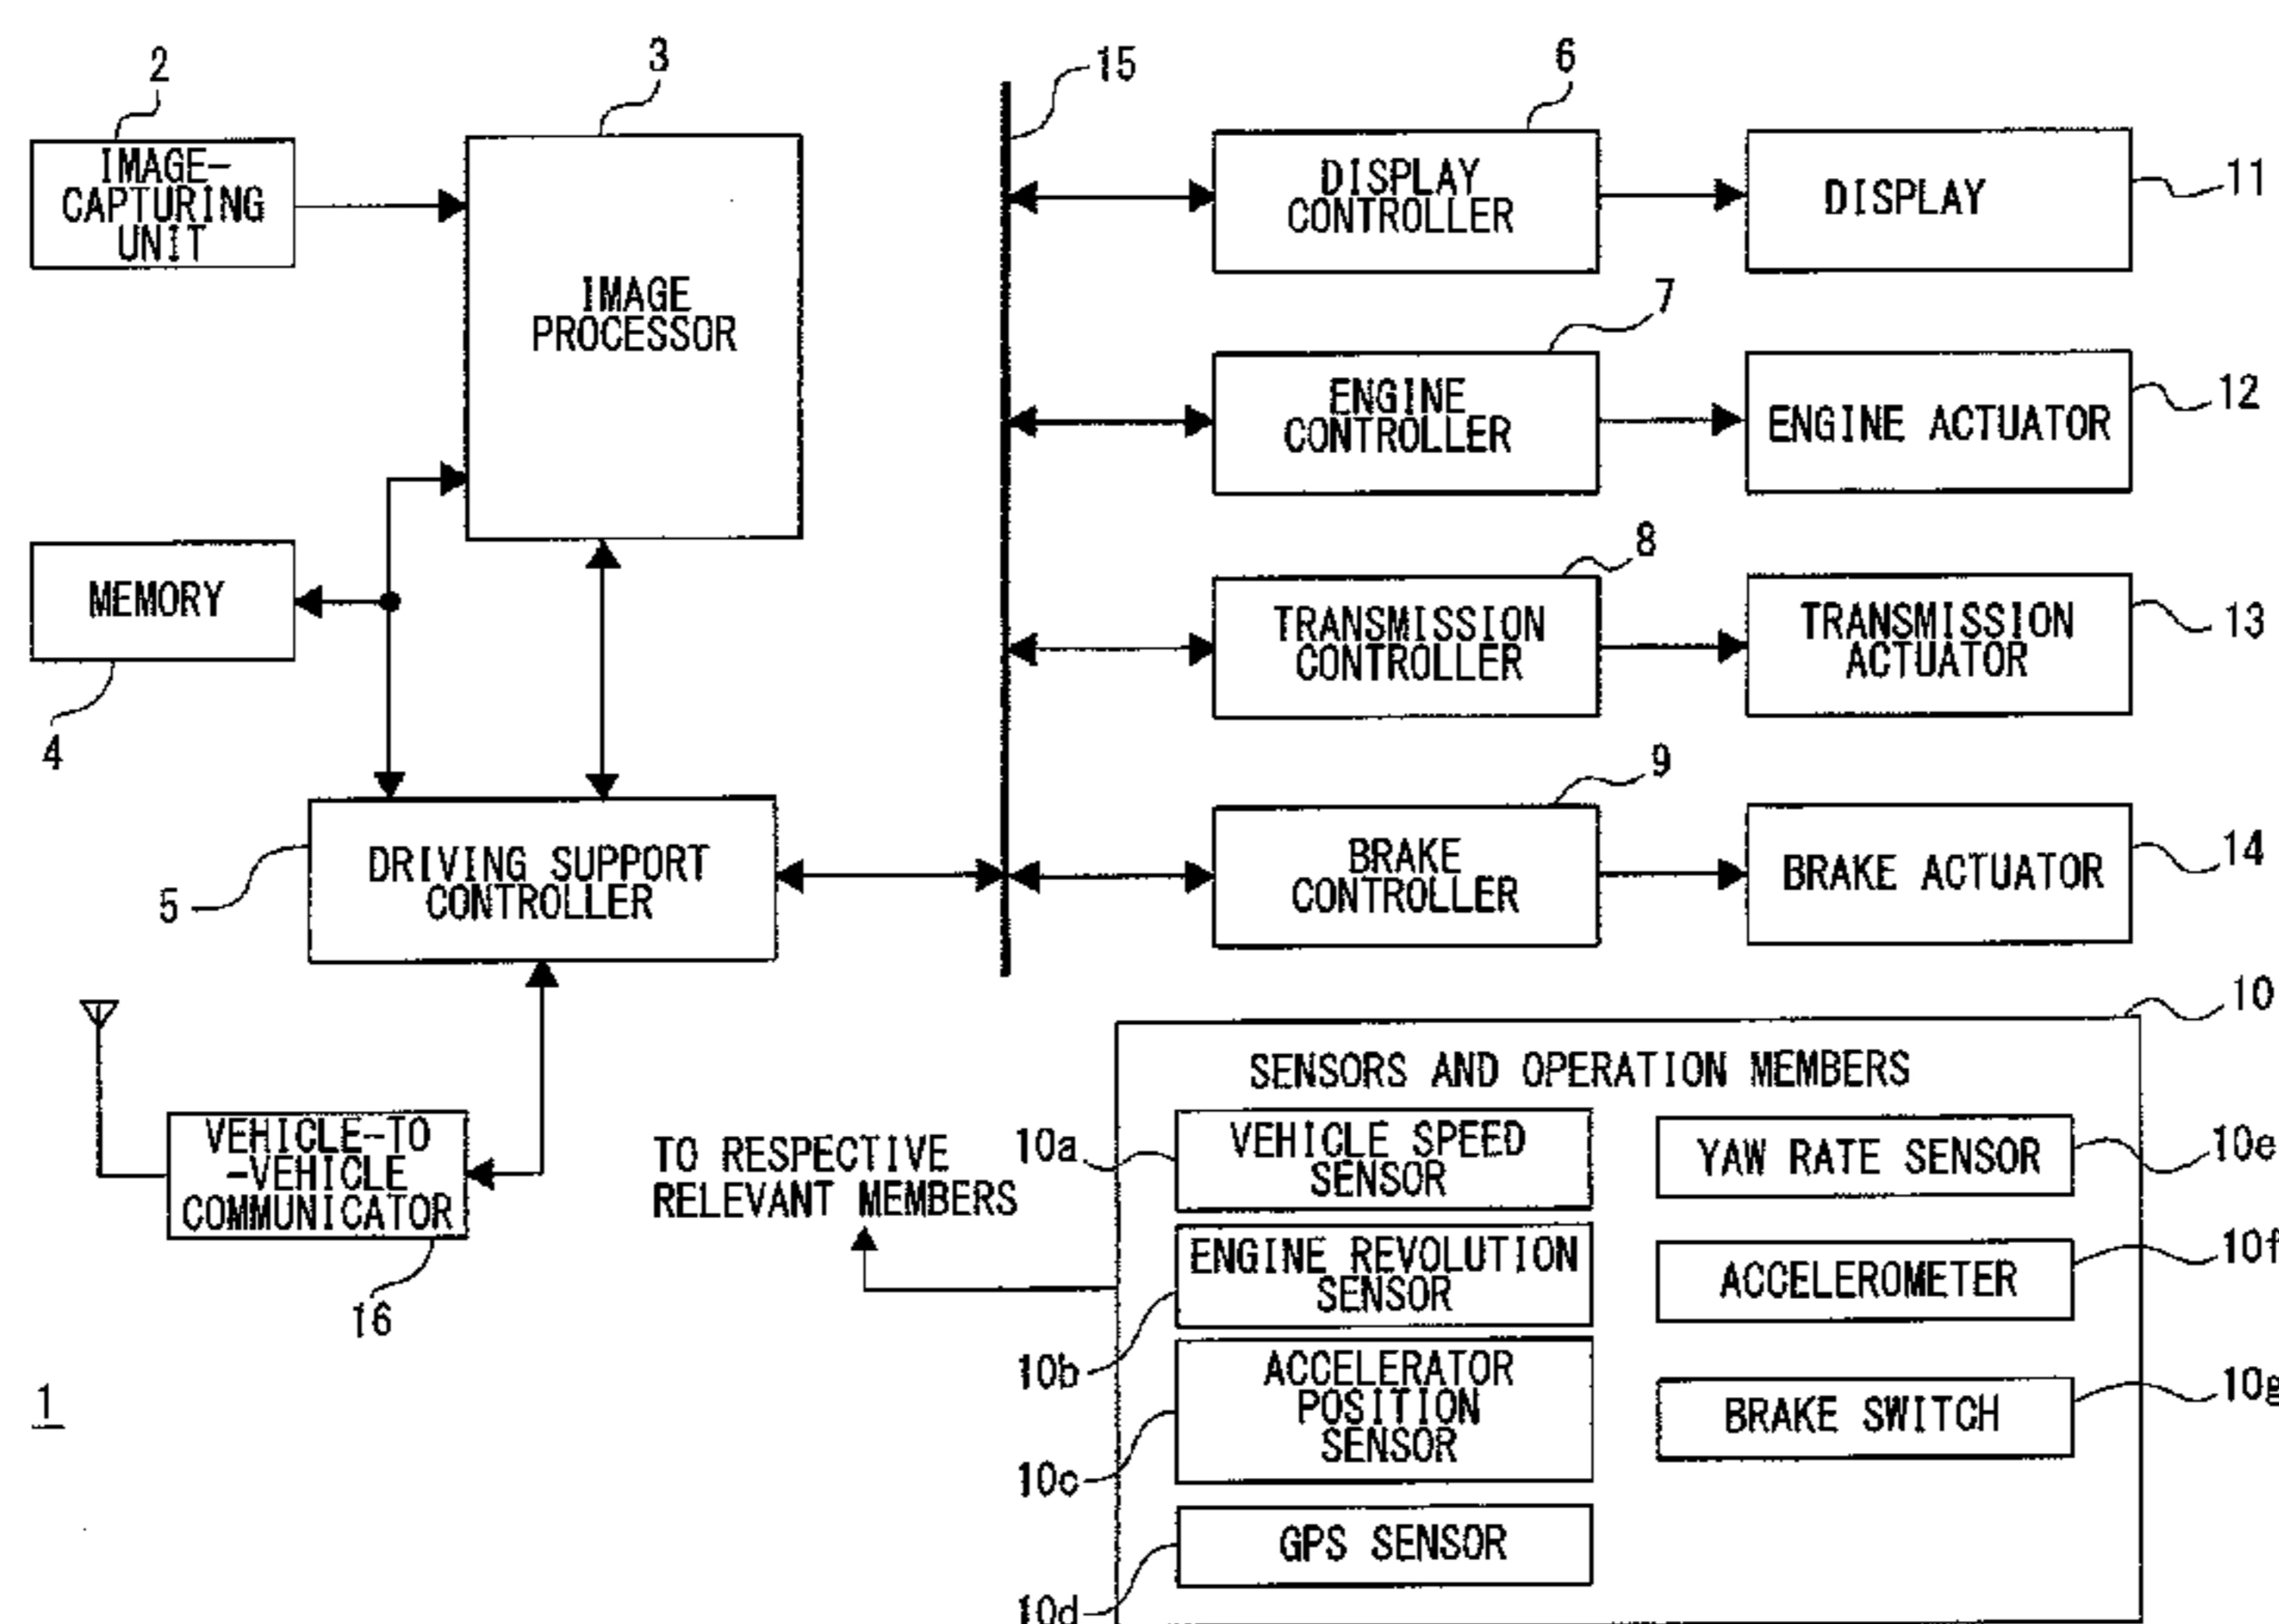 2
3
15
6
IMAGE-
CAPTURING
UNIT
IMAGE
PROCESSOR
DISPLAY
CONTROLLER
DISPLAY
11
7
ENGINE
CONTROLLER
ENGINE ACTUATOR
12
MEMORY
4
8
TRANSMISSION
CONTROLLER
TRANSMISSION
ACTUATOR
13
9
DRIVING SUPPORT
CONTROLLER
5
BRAKE
CONTROLLER
BRAKE ACTUATOR
14
10
VEHICLE-TO
-VEHICLE
COMMUNICATOR
16
TO RESPECTIVE
RELEVANT MEMBERS
SENSORS AND OPERATION MEMBERS
10a
VEHICLE SPEED
SENSOR
YAW RATE SENSOR
10e
ENGINE REVOLUTION
SENSOR
10b
ACCELEROMETER
10f
ACCELERATOR
POSITION
SENSOR
10c
BRAKE SWITCH
10g
GPS SENSOR
10d
1